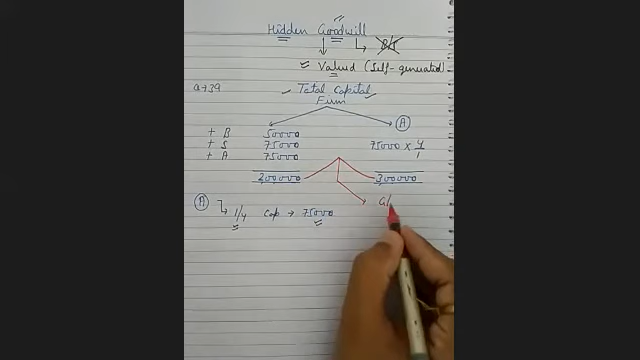 Hidden Goodwill
B/S
Valued (Self-generated)
Q+39
Total Capital
Firm
A
+ B 50000
+ S 75000
+ A 75000
75000 × 4/1
200000
300000
A
1/4 Cap → 75000
G/